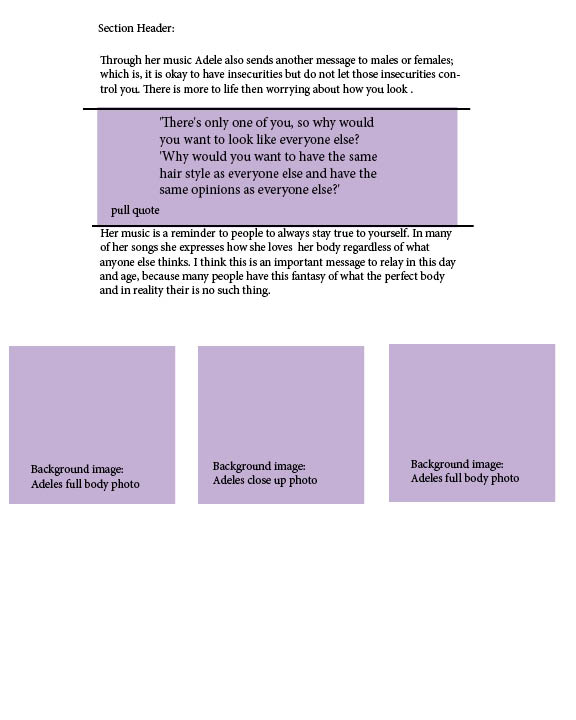 Section Header:
Through her music Adele also sends another message to males or females;
which is, it is okay to have insecurities but do not let those insecurities con-
trol you. There is more to life then worrying about how you look .
'There's only one of you, so why would
you want to look like everyone else?
'Why would you want to have the same
hair style as everyone else and have the
same opinions as everyone else?'
pull quote
Her music is a reminder to people to always stay true to yourself. In many
of her songs she expresses how she loves  her body regardless of what
anyone else thinks. I think this is an important message to relay in this day
and age, because many people have this fantasy of what the perfect body
and in reality their is no such thing.
Background image:
Adeles full body photo
Background image:
Adeles close up photo
Background image:
Adeles full body photo